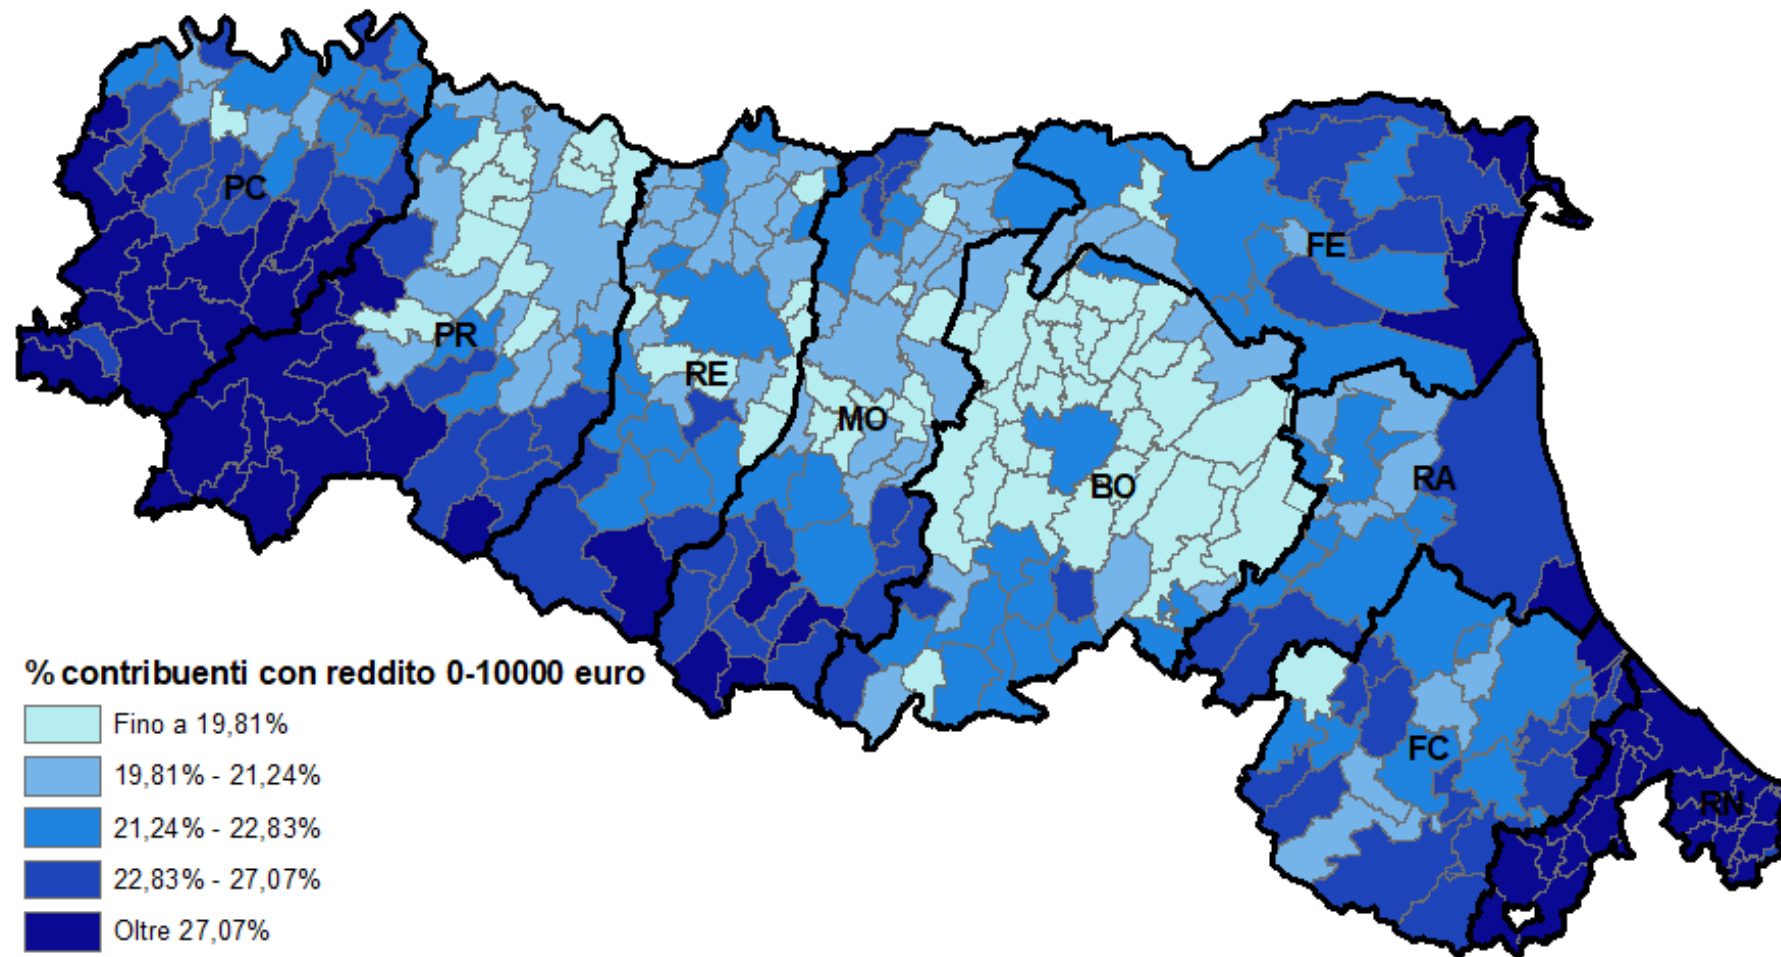 PC
FE
PR
RE
MO
RA
BO
% contribuenti con reddito 0-10000 euro
Fino a 19,81%
19,81% - 21,24%
21,24% - 22,83%
22,83% - 27,07%
Oltre 27,07%
FC
RN